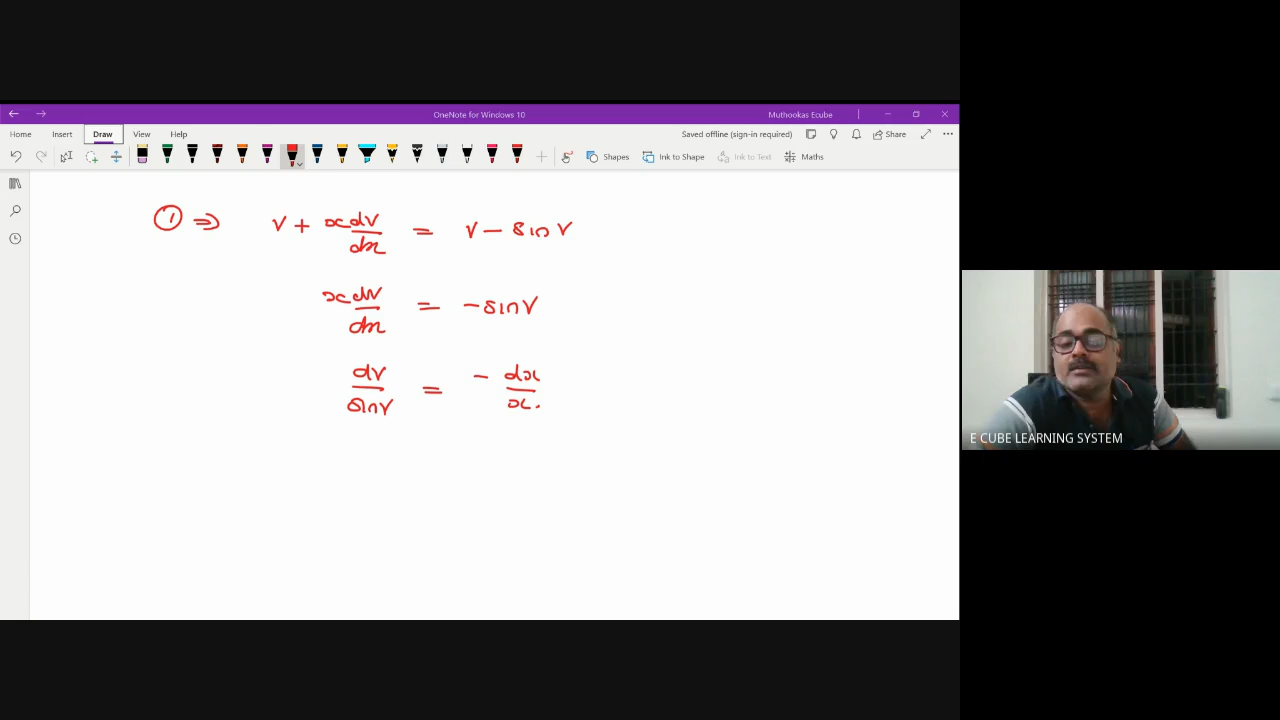 OneNote for Windows 10
Muthookas Ecube
Home Insert Draw View Help
Saved offline (sign-in required)
Share
Shapes
Ink to Shape
Ink to Text
Maths
① ⇒ v + x dv/dx = v - sin v
x dv/dx = - sin v
dv/sin v = - dx/x.
E CUBE LEARNING SYSTEM